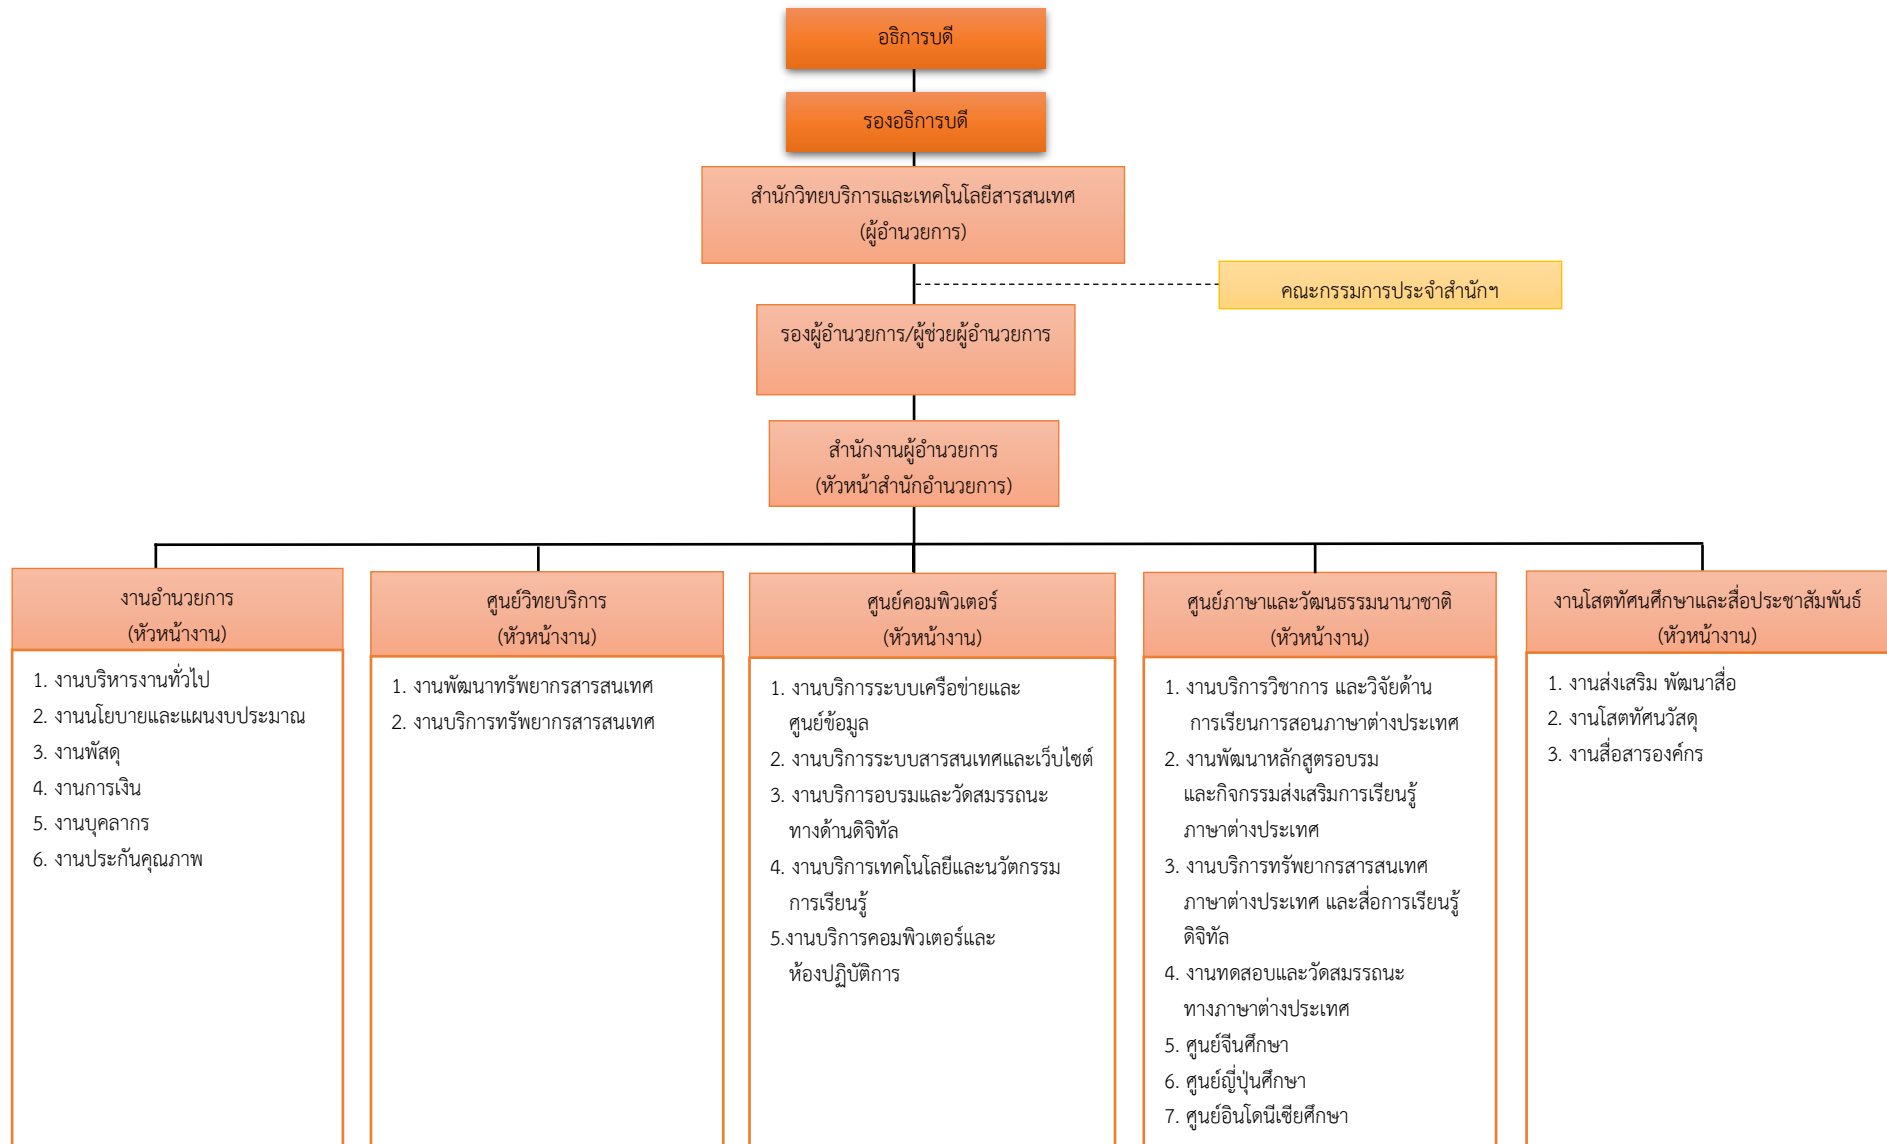 อธิการบดี
รองอธิการบดี
สำนักวิทยบริการและเทคโนโลยีสารสนเทศ
(ผู้อำนวยการ)
คณะกรรมการประจำสำนักฯ
รองผู้อำนวยการ/ผู้ช่วยผู้อำนวยการ
สำนักงานผู้อำนวยการ
(หัวหน้าสำนักอำนวยการ)
งานอำนวยการ
(หัวหน้างาน)
1. งานบริหารงานทั่วไป
2. งานนโยบายและแผนงบประมาณ
3. งานพัสดุ
4. งานการเงิน
5. งานบุคลากร
6. งานประกันคุณภาพ
ศูนย์วิทยบริการ
(หัวหน้างาน)
1. งานพัฒนาทรัพยากรสารสนเทศ
2. งานบริการทรัพยากรสารสนเทศ
ศูนย์คอมพิวเตอร์
(หัวหน้างาน)
1. งานบริการระบบเครือข่ายและ
ศูนย์ข้อมูล
2. งานบริการระบบสารสนเทศและเว็บไซต์
3. งานบริการอบรมและวัดสมรรถนะ
ทางด้านดิจิทัล
4. งานบริการเทคโนโลยีและนวัตกรรม
การเรียนรู้
5.งานบริการคอมพิวเตอร์และ
ห้องปฏิบัติการ
ศูนย์ภาษาและวัฒนธรรมนานาชาติ
(หัวหน้างาน)
1. งานบริการวิชาการ และวิจัยด้าน
การเรียนการสอนภาษาต่างประเทศ
2. งานพัฒนาหลักสูตรอบรม
และกิจกรรมส่งเสริมการเรียนรู้
ภาษาต่างประเทศ
3. งานบริการทรัพยากรสารสนเทศ
ภาษาต่างประเทศ และสื่อการเรียนรู้
ดิจิทัล
4. งานทดสอบและวัดสมรรถนะ
ทางภาษาต่างประเทศ
5. ศูนย์จีนศึกษา
6. ศูนย์ญี่ปุ่นศึกษา
7. ศูนย์อินโดนีเซียศึกษา
งานโสตทัศนศึกษาและสื่อประชาสัมพันธ์
(หัวหน้างาน)
1. งานส่งเสริม พัฒนาสื่อ
2. งานโสตทัศนวัสดุ
3. งานสื่อสารองค์กร